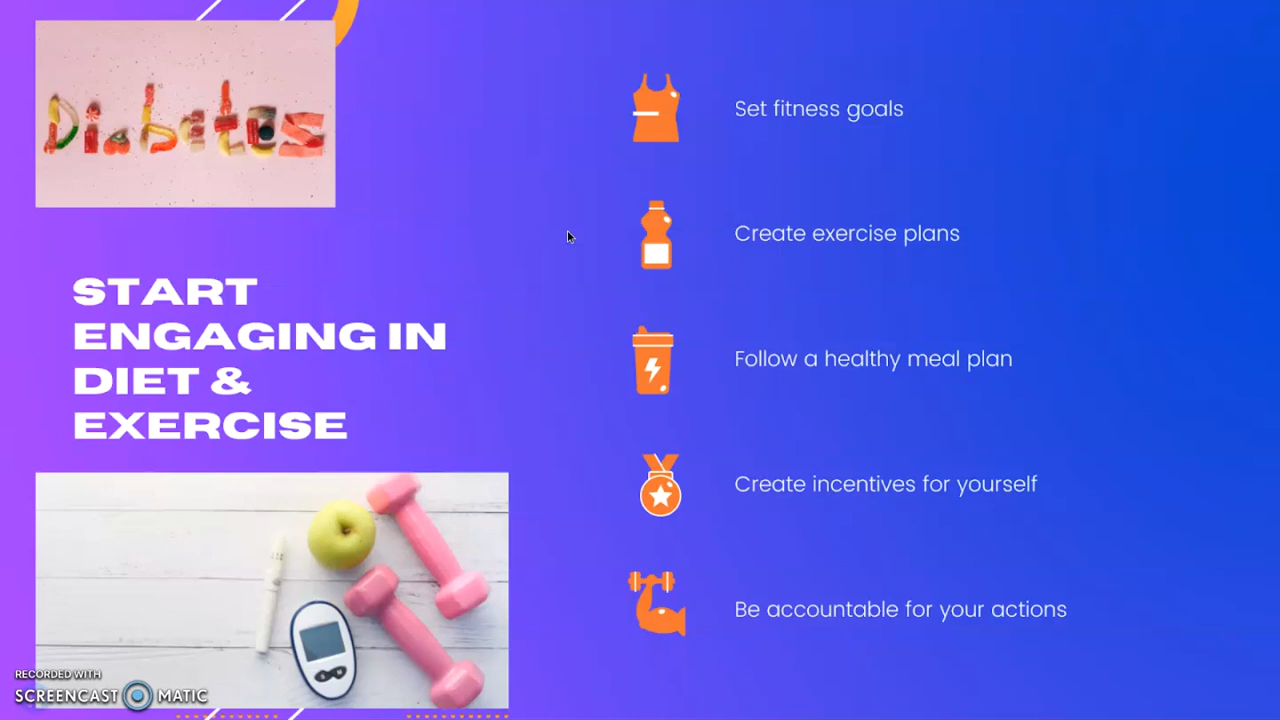 Diabetes
START
ENGAGING IN
DIET &
EXERCISE
Set fitness goals
Create exercise plans
Follow a healthy meal plan
Create incentives for yourself
Be accountable for your actions
RECORDED WITH
SCREENCAST MATIC